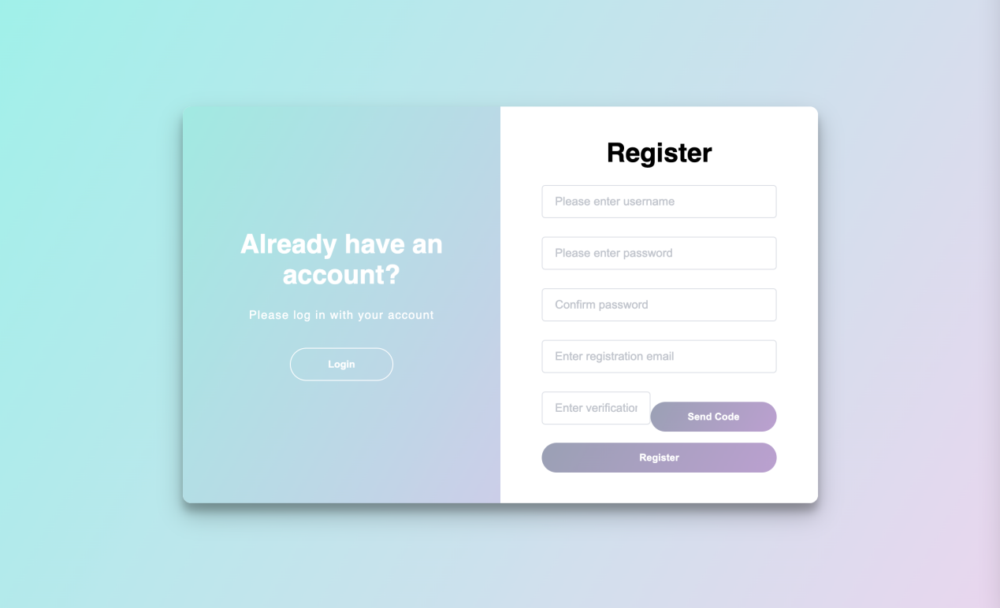 Already have an
account?
Please log in with your account
Login
Register
Please enter username
Please enter password
Confirm password
Enter registration email
Enter verification
Send Code
Register